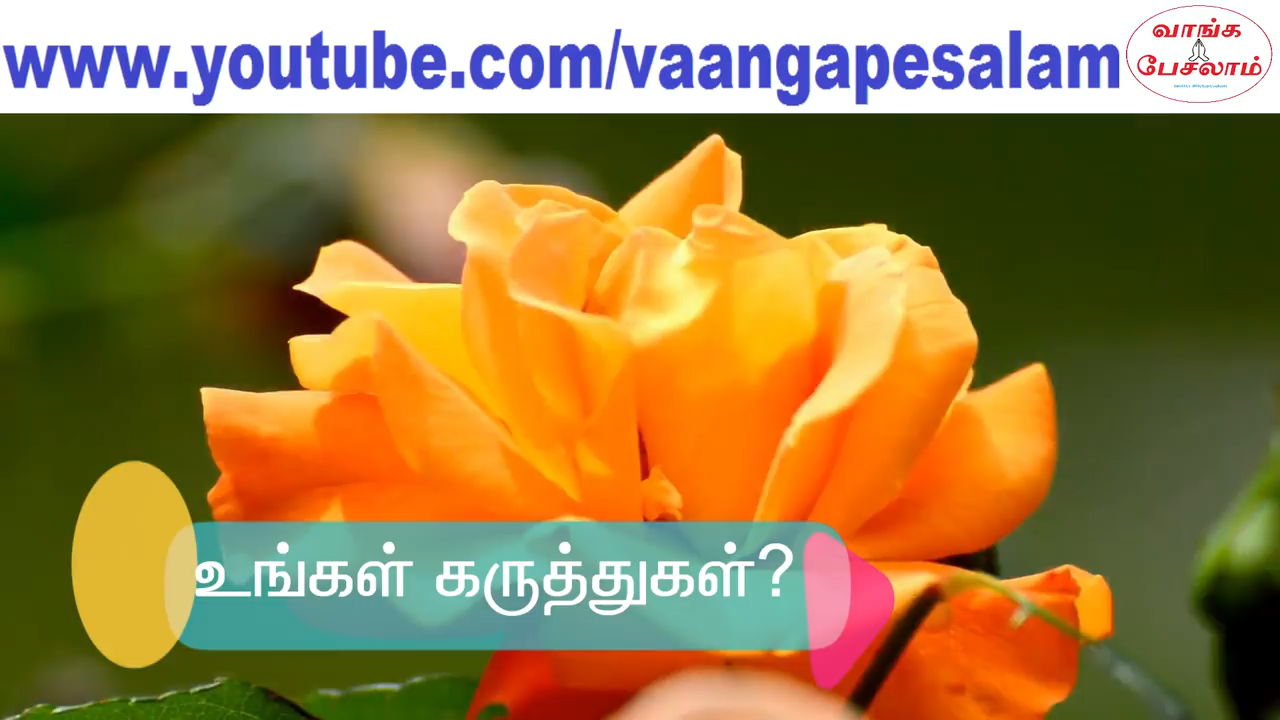 www.youtube.com/vaangapesalam
வாங்க
பேசலாம்
உங்கள் கருத்துகள்?